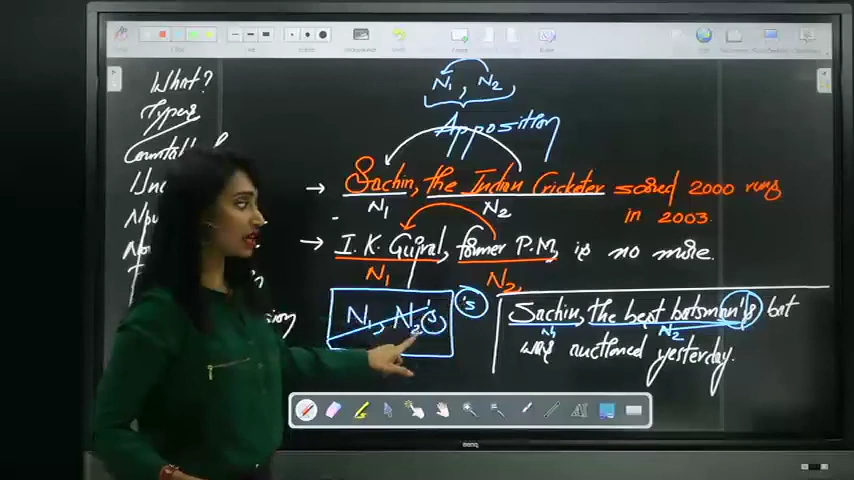 What?
Types
N1, N2
Apposition
→ Sachin, the Indian Cricketer scored 2000 runs
N1 N2
in 2003.
→ I. K. Gujral, former P.M, is no more.
N1 N2
N1, N2's 's
Sachin, the best batsman's bat
N1 N2
was auctioned yesterday.
BenQ